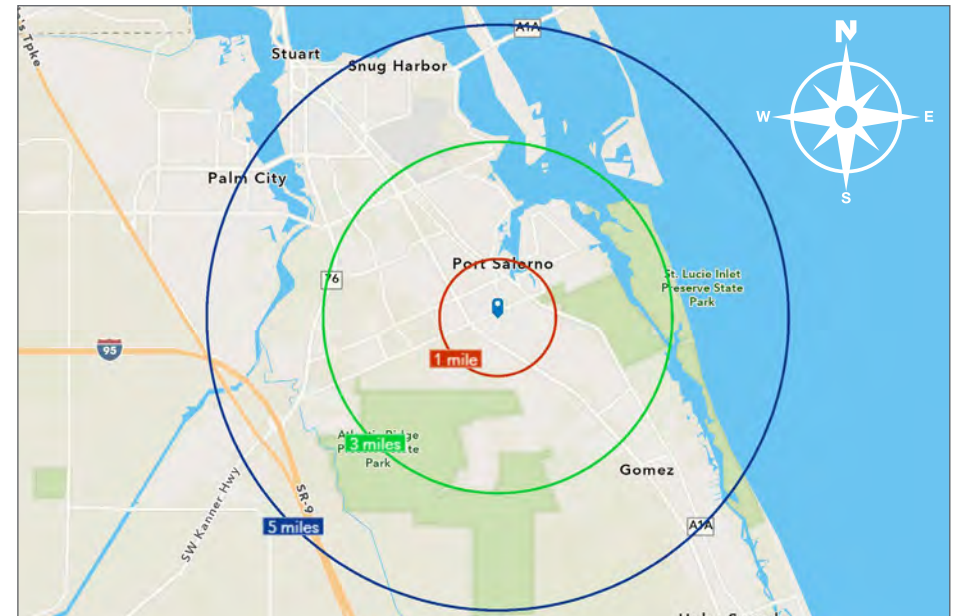 A1A
N
Stuart
Snug Harbor
Tpke
W
E
Palm City
S
Port Salerno
76
St. Lucie Inlet
Preserve State
Park
95
1 mile
3 miles
Park
Gomez
SR-9
SW Kanner Hwy
5 miles
A1A